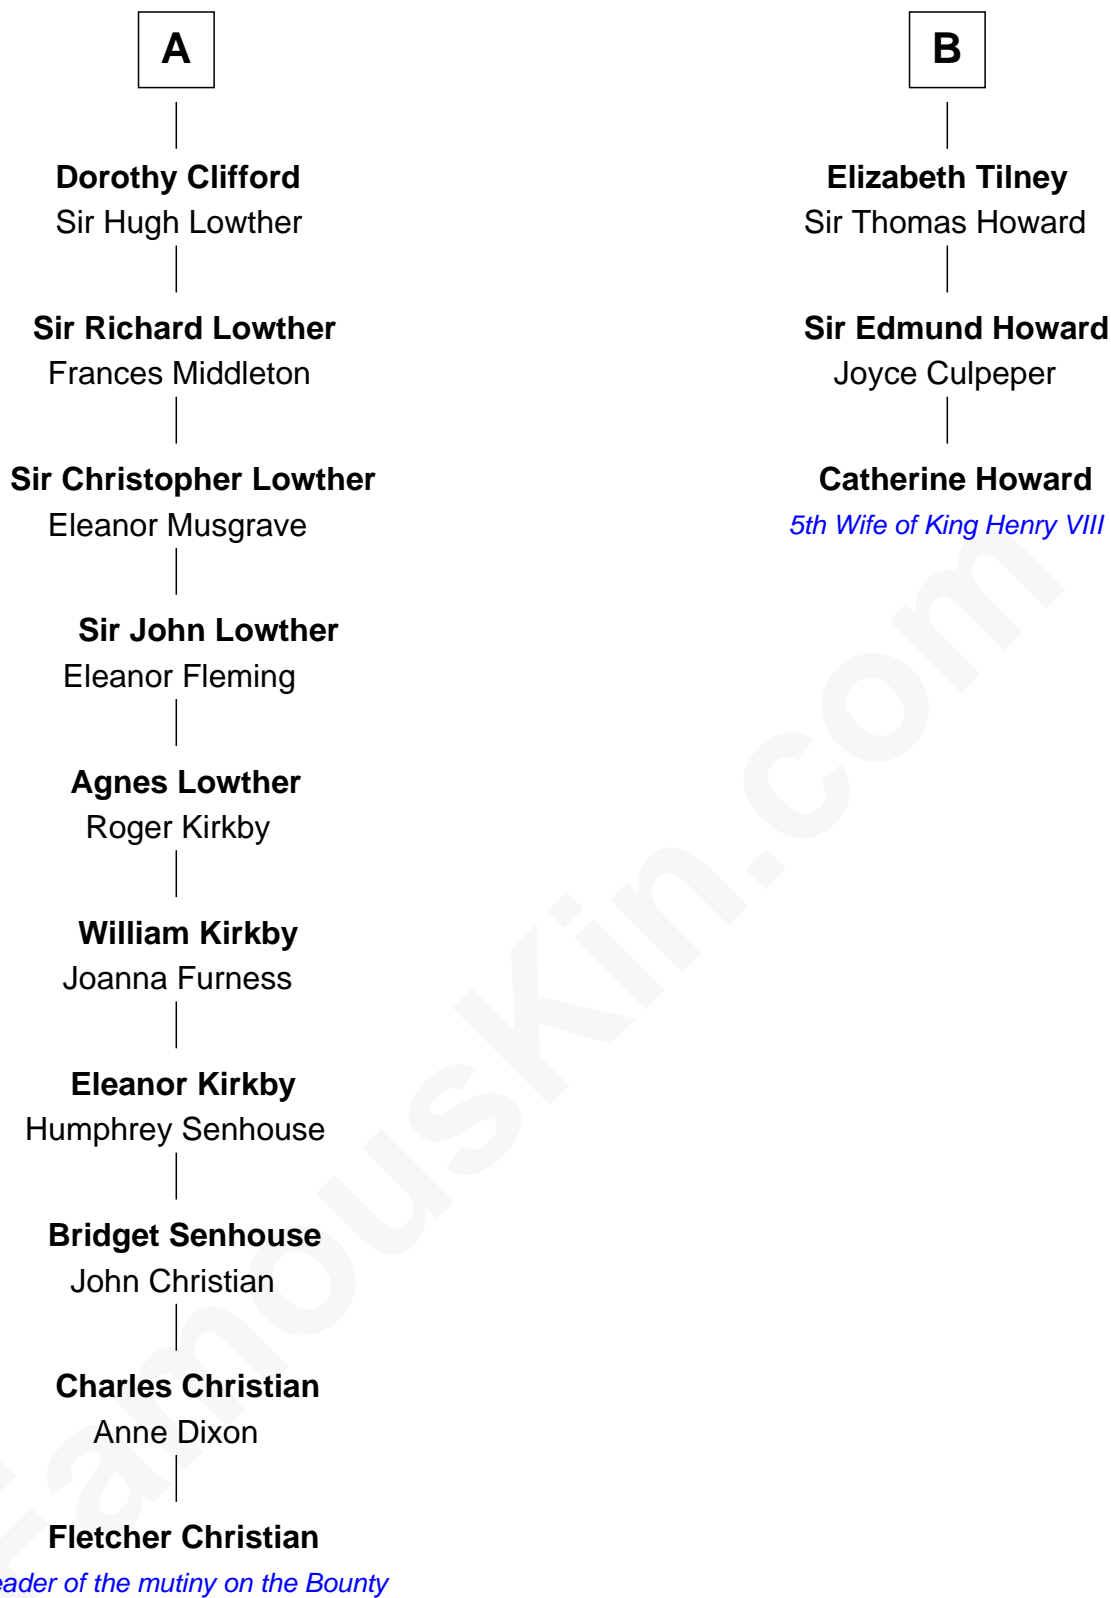 A
Dorothy Clifford
Sir Hugh Lowther
Sir Richard Lowther
Frances Middleton
Sir Christopher Lowther
Eleanor Musgrave
Sir John Lowther
Eleanor Fleming
Agnes Lowther
Roger Kirkby
William Kirkby
Joanna Furness
Eleanor Kirkby
Humphrey Senhouse
Bridget Senhouse
John Christian
Charles Christian
Anne Dixon
Fletcher Christian
eader of the mutiny on the Bounty
B
Elizabeth Tilney
Sir Thomas Howard
Sir Edmund Howard
Joyce Culpeper
Catherine Howard
5th Wife of King Henry VIII
FamousKin.com